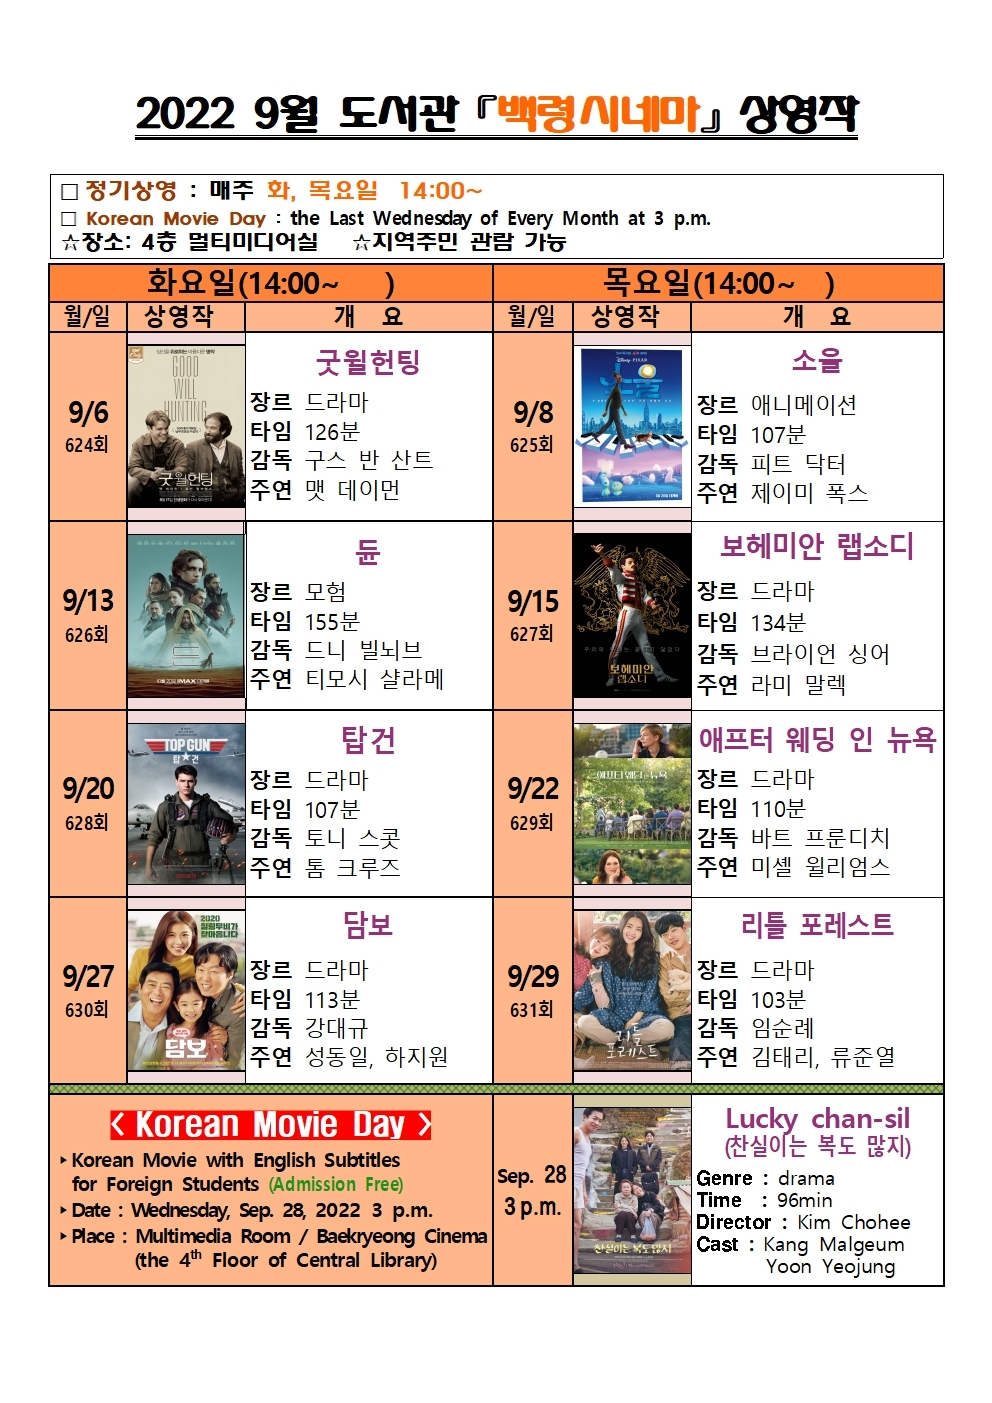 2022 9월 도서관 『백령시네마』 상영작
□ 정기상영 : 매주 화, 목요일 14:00~
□ Korean Movie Day : the Last Wednesday of Every Month at 3 p.m.
☆장소: 4층 멀티미디어실 ☆지역주민 관람 가능
화요일(14:00~ )
목요일(14:00~ )
월/일 상영작 개 요
월/일 상영작 개 요
9/6
624회
GOOD
WILL
HUNTING
굿윌헌팅
굿윌헌팅
장르 드라마
타임 126분
감독 구스 반 산트
주연 맷 데이먼
9/8
625회
Disney PIXAR
소울
소울
장르 애니메이션
타임 107분
감독 피트 닥터
주연 제이미 폭스
9/13
626회
듄
IMAX
듄
장르 모험
타임 155분
감독 드니 빌뇌브
주연 티모시 샬라메
9/15
627회
보헤미안
랩소디
보헤미안 랩소디
장르 드라마
타임 134분
감독 브라이언 싱어
주연 라미 말렉
9/20
628회
TOP GUN
탑건
탑건
장르 드라마
타임 107분
감독 토니 스콧
주연 톰 크루즈
9/22
629회
애프터 웨딩 인 뉴욕
애프터 웨딩 인 뉴욕
장르 드라마
타임 110분
감독 바트 프룬디치
주연 미셸 윌리엄스
9/27
630회
2020
힐링무비가
찾아옵니다
담보
담보
장르 드라마
타임 113분
감독 강대규
주연 성동일, 하지원
9/29
631회
리틀
포레스트
리틀 포레스트
장르 드라마
타임 103분
감독 임순례
주연 김태리, 류준열
< Korean Movie Day >
‣Korean Movie with English Subtitles
for Foreign Students (Admission Free)
‣Date : Wednesday, Sep. 28, 2022 3 p.m.
‣Place : Multimedia Room / Baekryeong Cinema
(the 4th Floor of Central Library)
Sep. 28
3 p.m.
찬실이는 복도 많지
Lucky chan-sil
(찬실이는 복도 많지)
Genre : drama
Time : 96min
Director : Kim Chohee
Cast : Kang Malgeum
Yoon Yeojung